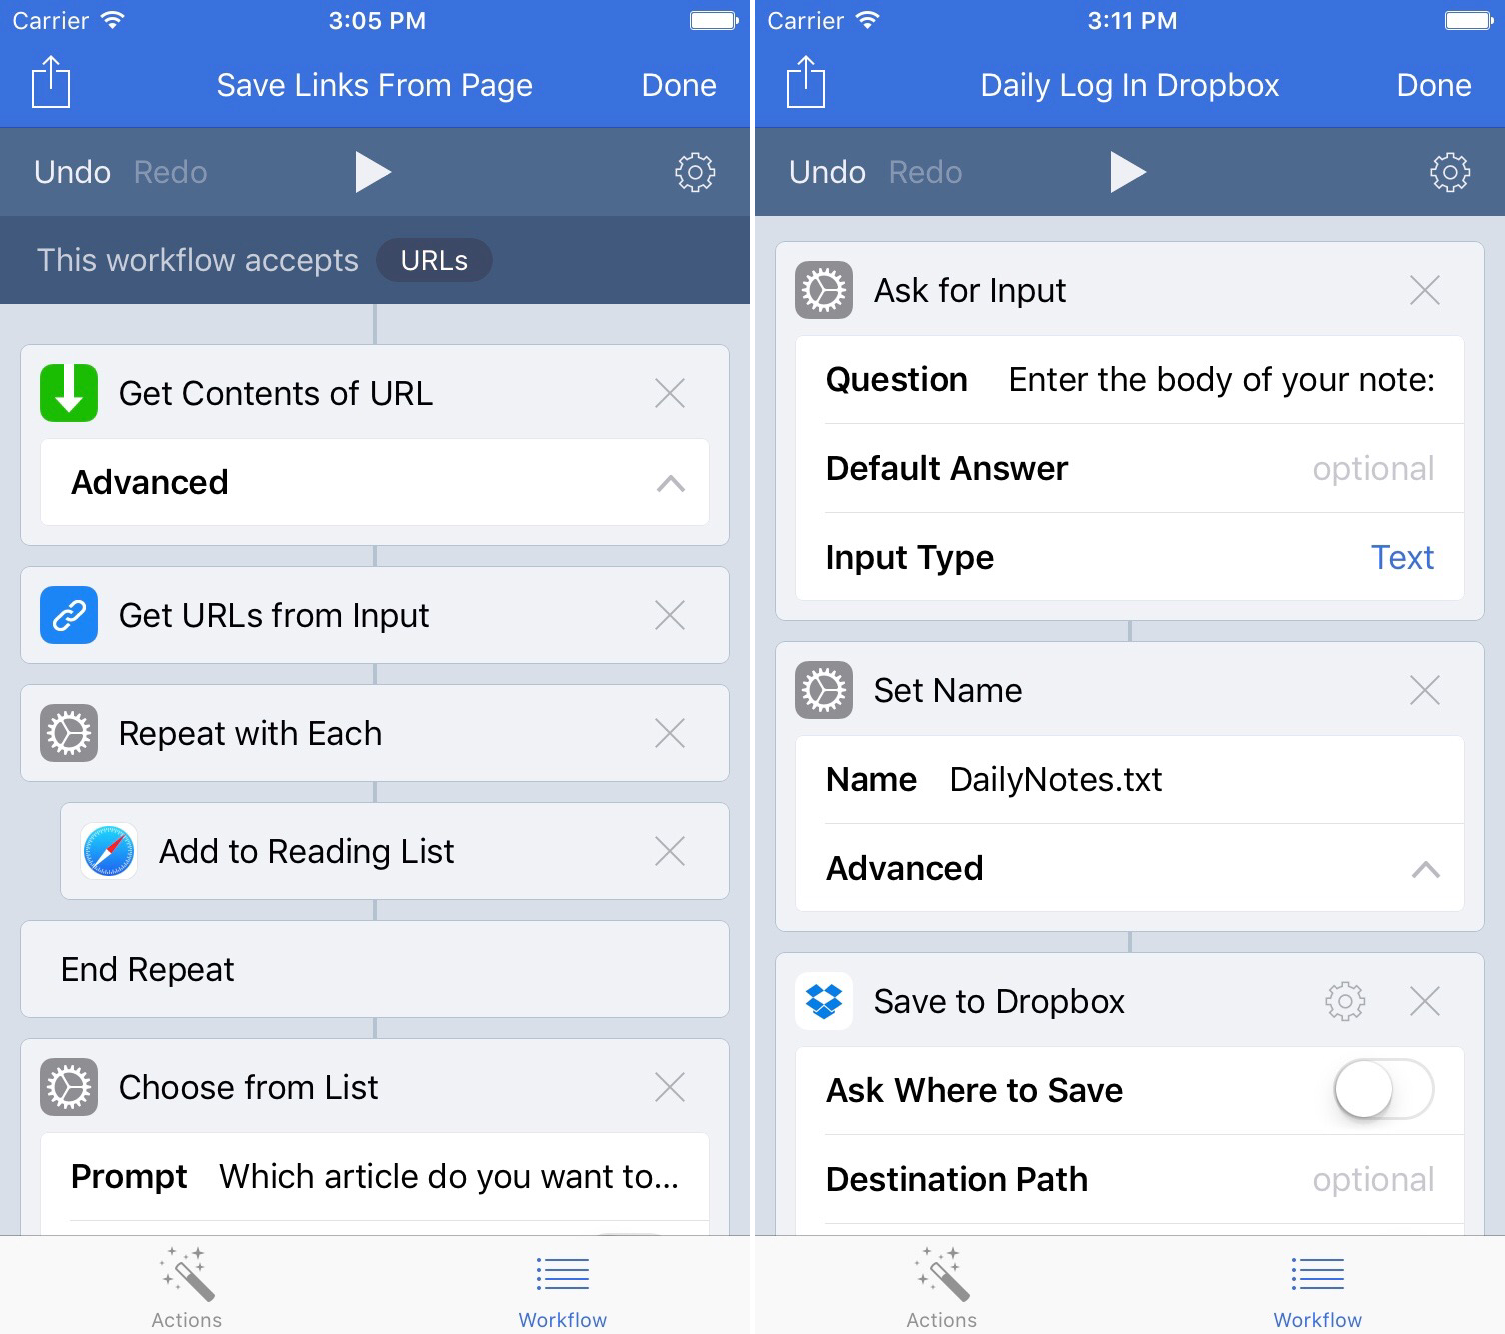 Carrier 3:05 PM
Save Links From Page Done
Undo Redo
This workflow accepts URLs
Get Contents of URL
Advanced
Get URLs from Input
Repeat with Each
Add to Reading List
End Repeat
Choose from List
Prompt Which article do you want to...
Actions Workflow
Carrier 3:11 PM
Daily Log In Dropbox Done
Undo Redo
Ask for Input
Question Enter the body of your note:
Default Answer optional
Input Type Text
Set Name
Name DailyNotes.txt
Advanced
Save to Dropbox
Ask Where to Save
Destination Path optional
Actions Workflow